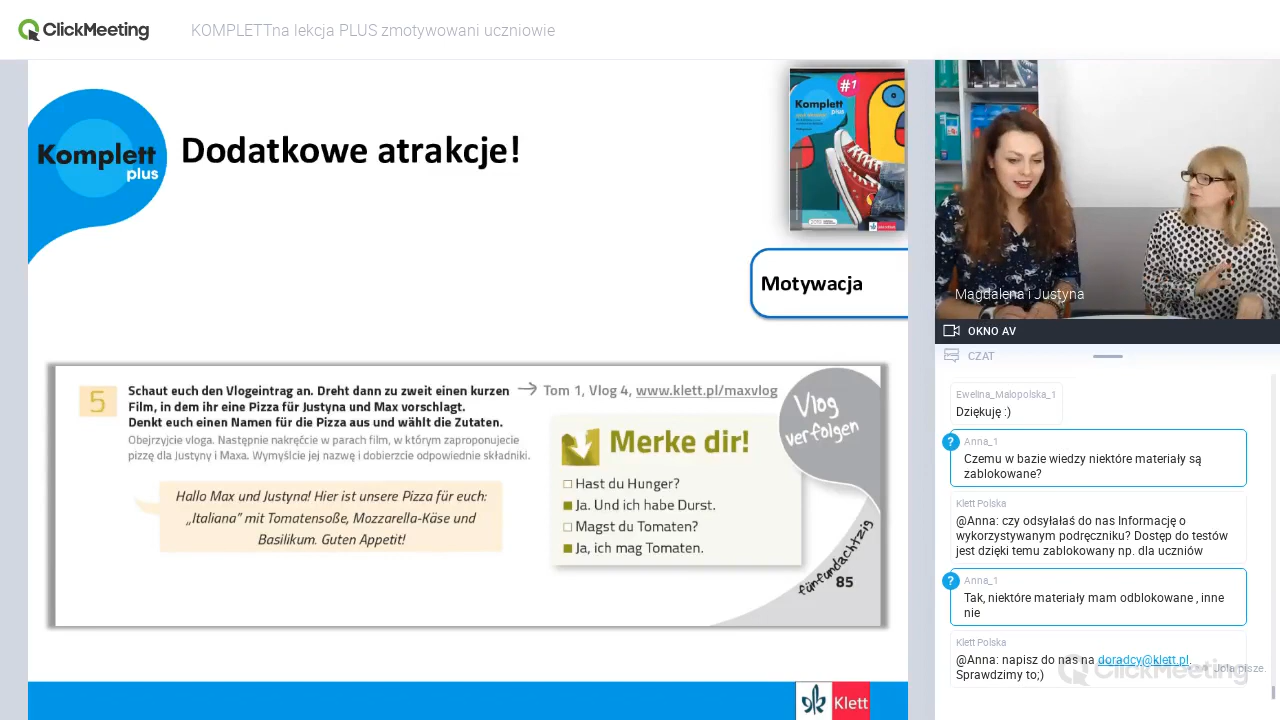 ClickMeeting
KOMPLETTna lekcja PLUS zmotywowani uczniowie
Komplett
plus
Dodatkowe atrakcje!
#1
Komplett
plus
Motywacja
5
Schaut euch den Vlogeintrag an. Dreht dann zu zweit einen kurzen
Film, in dem ihr eine Pizza für Justyna und Max vorschlagt.
Denkt euch einen Namen für die Pizza aus und wählt die Zutaten.
Obejrzyjcie vloga. Następnie nakręćcie w parach film, w którym zaproponujecie
pizzę dla Justyny i Maxa. Wymyślcie jej nazwę i dobierzcie odpowiednie składniki.
→ Tom 1, Vlog 4, www.klett.pl/maxvlog
Vlog
verfolgen
Hallo Max und Justyna! Hier ist unsere Pizza für euch:
„Italiana” mit Tomatensoße, Mozzarella-Käse und
Basilikum. Guten Appetit!
Merke dir!
□ Hast du Hunger?
■ Ja. Und ich habe Durst.
□ Magst du Tomaten?
■ Ja, ich mag Tomaten.
fünfundachtzig
85
Klett
Magdalena i Justyna
OKNO AV
CZAT
Ewelina_Małopolska_1
Dziękuję :)
?
Anna_1
Czemu w bazie wiedzy niektóre materiały są
zablokowane?
Klett Polska
@Anna: czy odsyłałaś do nas Informację o
wykorzystywanym podręczniku? Dostęp do testów
jest dzięki temu zablokowany np. dla uczniów
?
Anna_1
Tak, niektóre materiały mam odblokowane , inne
nie
Klett Polska
@Anna: napisz do nas na doradcy@klett.pl.
Sprawdzimy to;)
Jola pisze.
ClickMeeting